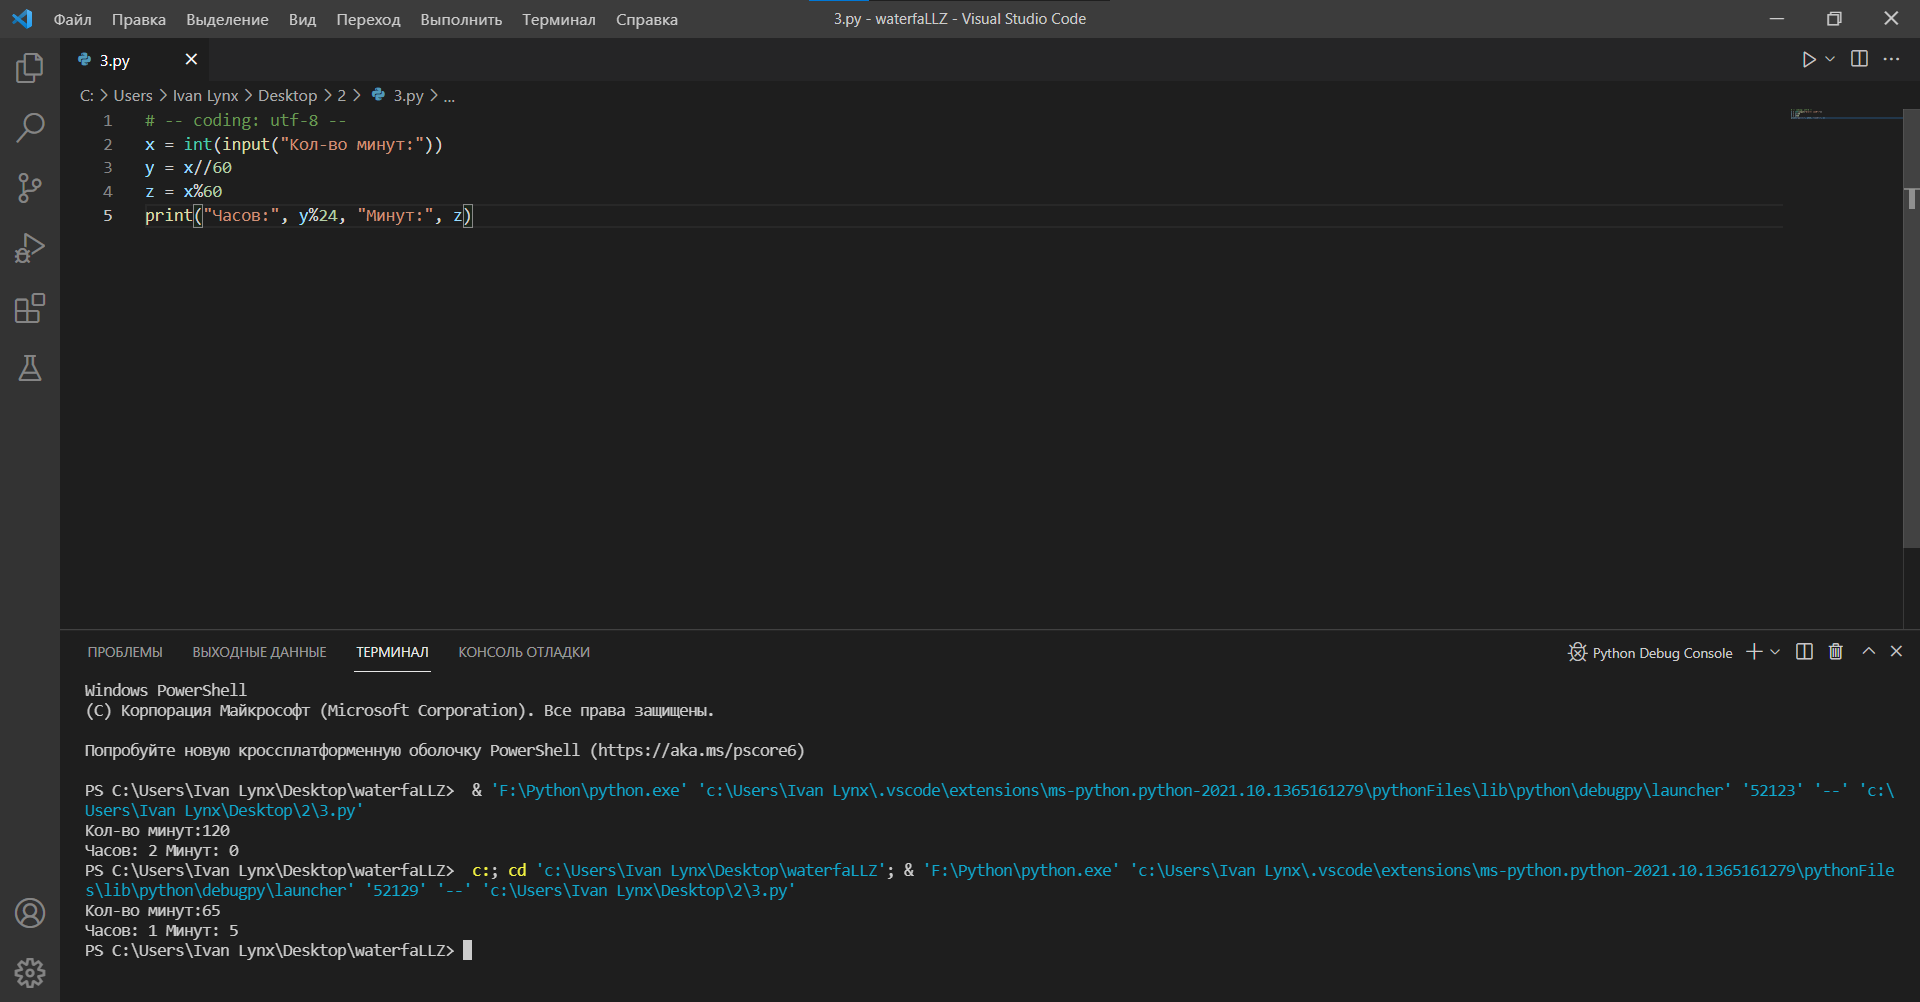 Файл Правка Выделение Вид Переход Выполнить Терминал Справка 3.py - waterfaLLZ - Visual Studio Code
3.py
C: > Users > Ivan Lynx > Desktop > 2 > 3.py > ...
1 # -- coding: utf-8 --
2 x = int(input("Кол-во минут:"))
3 y = x//60
4 z = x%60
5 print("Часов:", y%24, "Минут:", z)
ПРОБЛЕМЫ ВЫХОДНЫЕ ДАННЫЕ ТЕРМИНАЛ КОНСОЛЬ ОТЛАДКИ Python Debug Console
Windows PowerShell
(C) Корпорация Майкрософт (Microsoft Corporation). Все права защищены.
Попробуйте новую кроссплатформенную оболочку PowerShell (https://aka.ms/pscore6)
PS C:\Users\Ivan Lynx\Desktop\waterfaLLZ>  & 'F:\Python\python.exe' 'c:\Users\Ivan Lynx\.vscode\extensions\ms-python.python-2021.10.1365161279\pythonFiles\lib\python\debugpy\launcher' '52123' '--' 'c:\
Users\Ivan Lynx\Desktop\2\3.py'
Кол-во минут:120
Часов: 2 Минут: 0
PS C:\Users\Ivan Lynx\Desktop\waterfaLLZ>  c:; cd 'c:\Users\Ivan Lynx\Desktop\waterfaLLZ'; & 'F:\Python\python.exe' 'c:\Users\Ivan Lynx\.vscode\extensions\ms-python.python-2021.10.1365161279\pythonFile
s\lib\python\debugpy\launcher' '52129' '--' 'c:\Users\Ivan Lynx\Desktop\2\3.py'
Кол-во минут:65
Часов: 1 Минут: 5
PS C:\Users\Ivan Lynx\Desktop\waterfaLLZ>